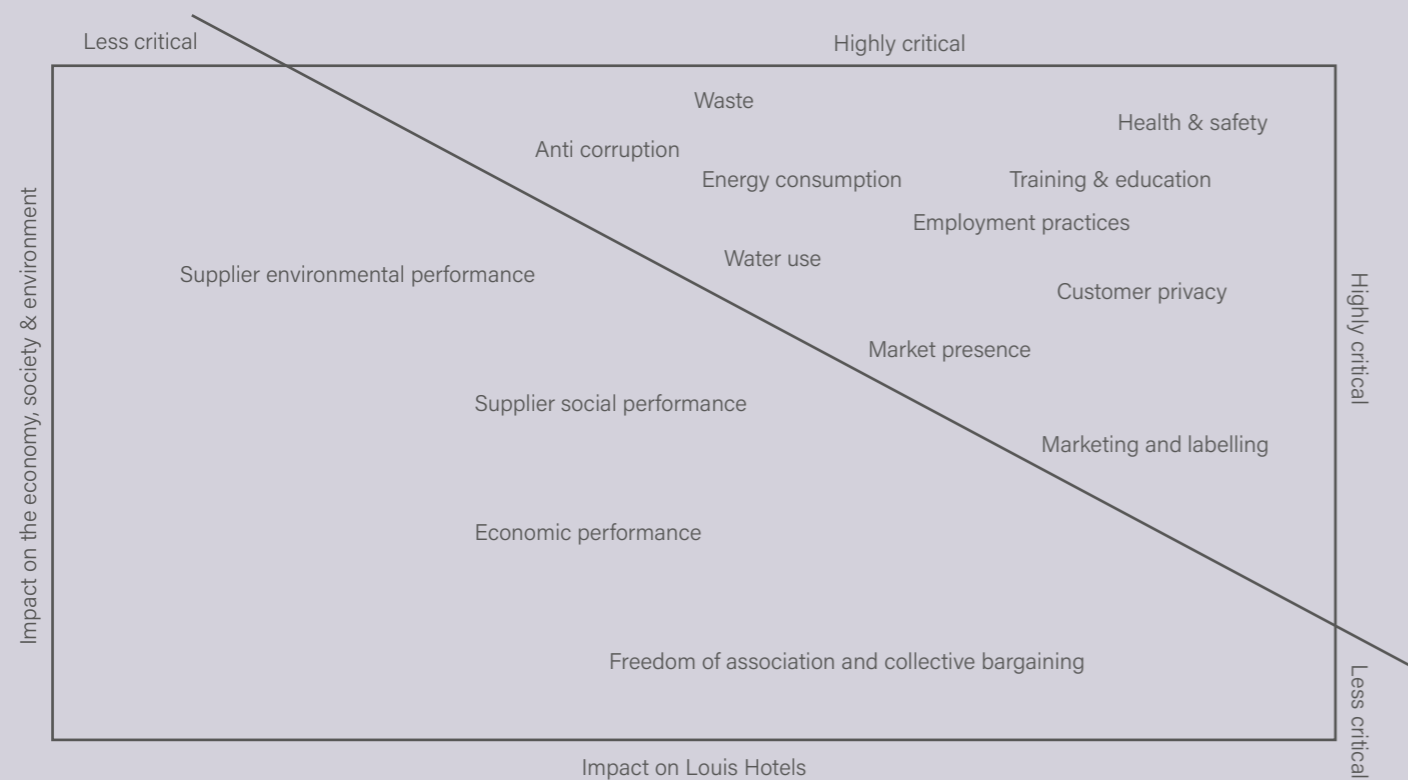 Less critical
Highly critical
Waste
Health & safety
Anti corruption
Energy consumption
Training & education
Employment practices
Water use
Supplier environmental performance
Customer privacy
Market presence
Supplier social performance
Marketing and labelling
Economic performance
Freedom of association and collective bargaining
Impact on the economy, society & environment
Highly critical
Less critical
Impact on Louis Hotels